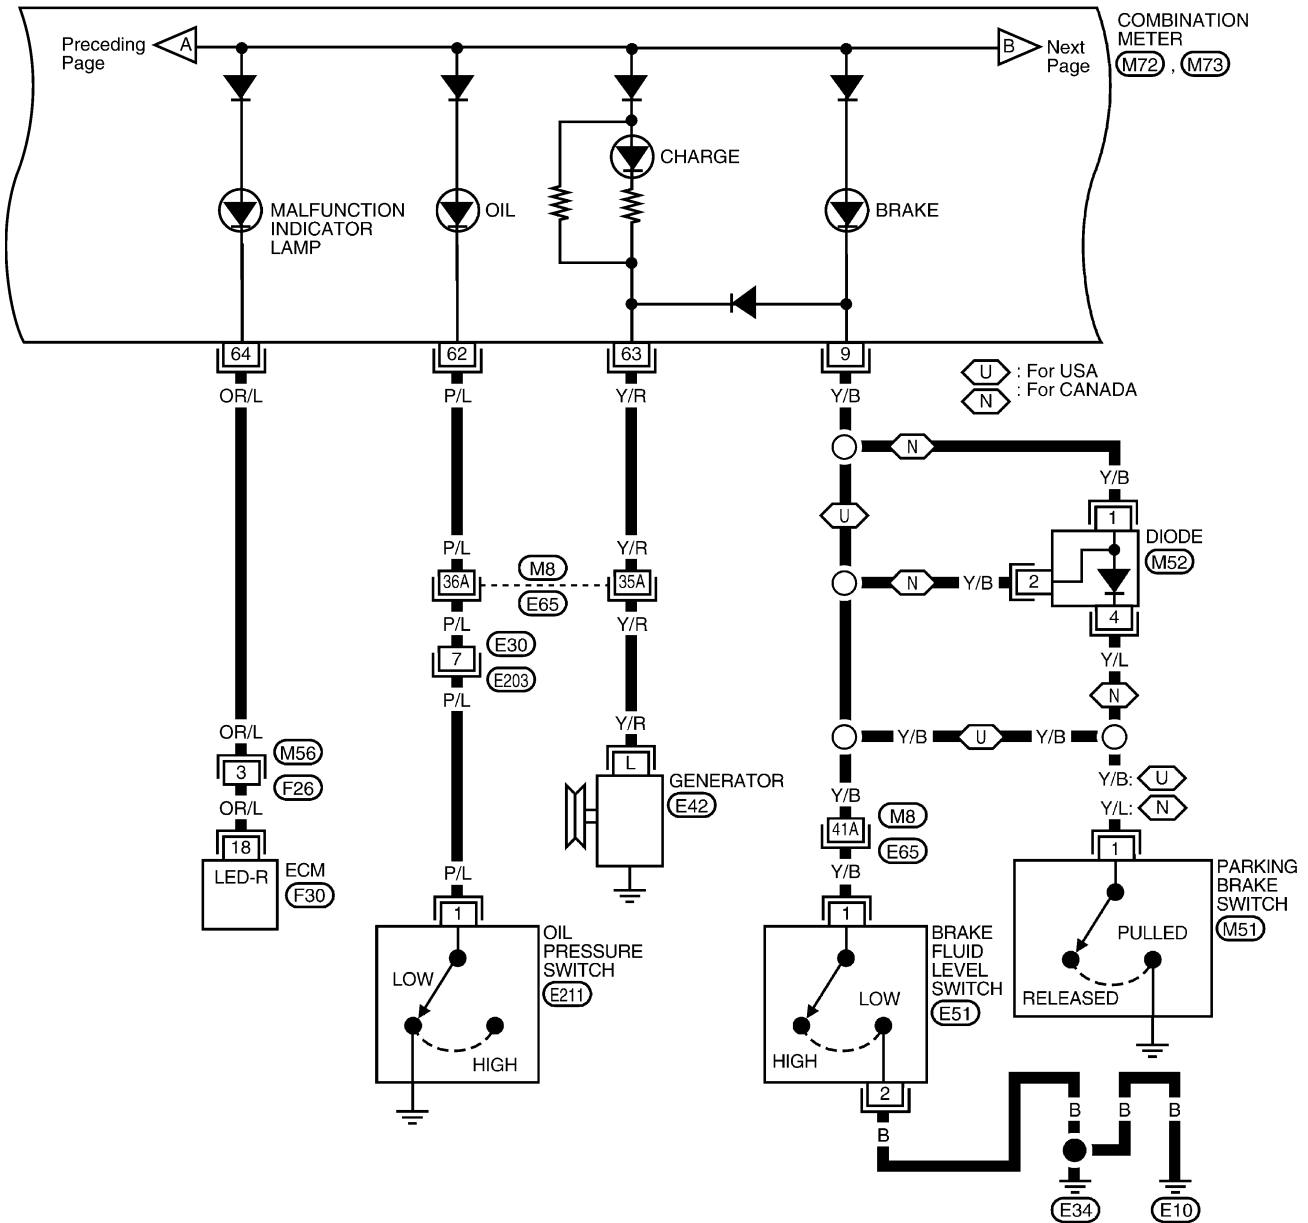 COMBINATION
METER
M72 , M73
Preceding
Page
A
B
Next
Page
CHARGE
MALFUNCTION
INDICATOR
LAMP
OIL
BRAKE
64
62
63
9
U : For USA
N : For CANADA
OR/L
P/L
Y/R
Y/B
N
Y/B
1
U
DIODE
M52
P/L
Y/R
M8
36A
35A
N
Y/B
2
E65
4
P/L
Y/R
E30
7
Y/L
E203
P/L
N
OR/L
Y/R
Y/B
U
Y/B
M56
3
F26
L
GENERATOR
E42
Y/B: U
Y/B
Y/L: N
OR/L
M8
41A
E65
18
1
LED-R
ECM
F30
P/L
Y/B
PARKING
BRAKE
SWITCH
M51
1
1
OIL
PRESSURE
SWITCH
E211
BRAKE
FLUID
LEVEL
SWITCH
E51
PULLED
LOW
RELEASED
LOW
HIGH
HIGH
2
B
B
B
B
E34
E10